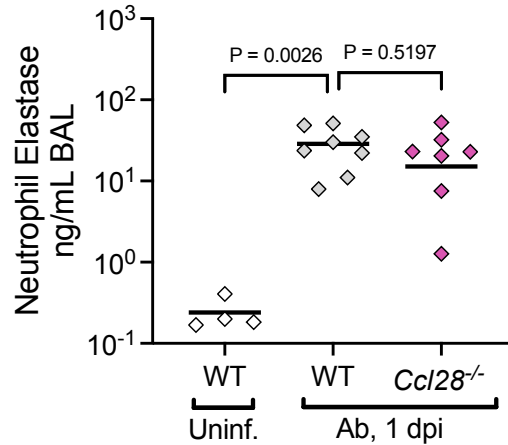 Neutrophil Elastase
ng/mL BAL
10³
10²
10¹
10⁰
10⁻¹
P = 0.0026
P = 0.5197
WT
WT
Ccl28⁻/⁻
Uninf.
Ab, 1 dpi